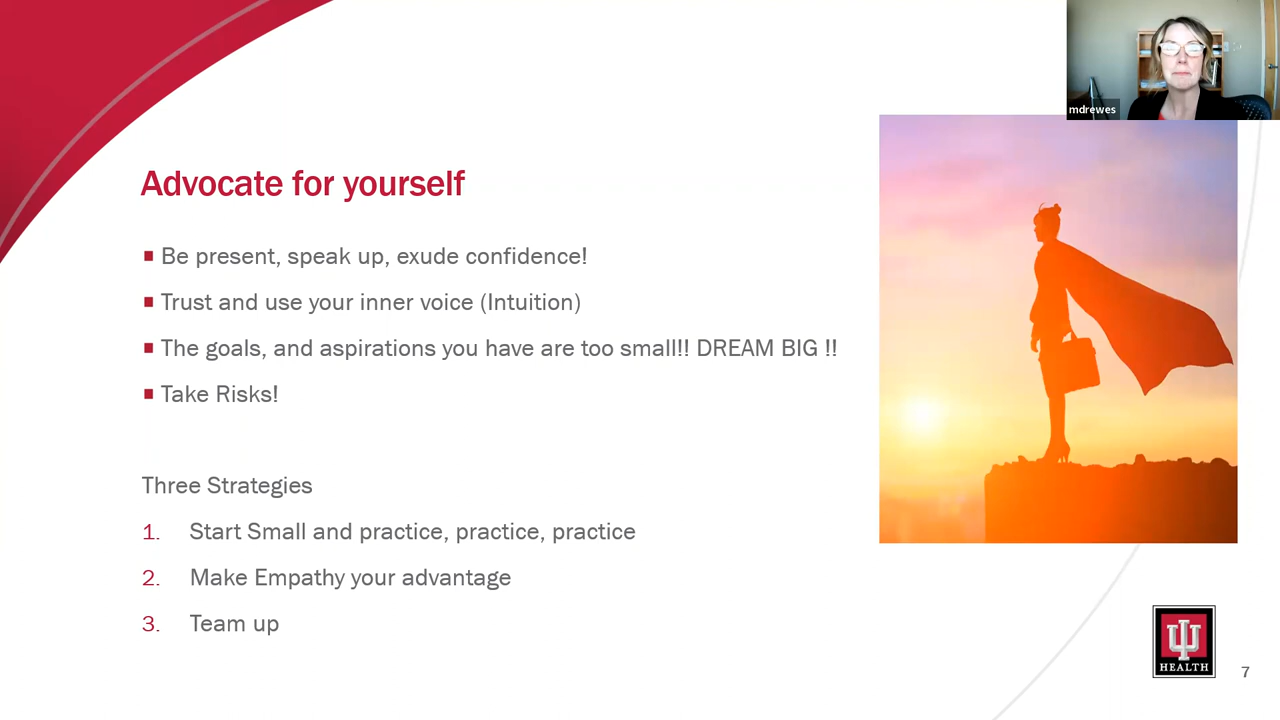 mdrewes
Advocate for yourself
Be present, speak up, exude confidence!
Trust and use your inner voice (Intuition)
The goals, and aspirations you have are too small!! DREAM BIG !!
Take Risks!
Three Strategies
1. Start Small and practice, practice, practice
2. Make Empathy your advantage
3. Team up
IU
HEALTH
7